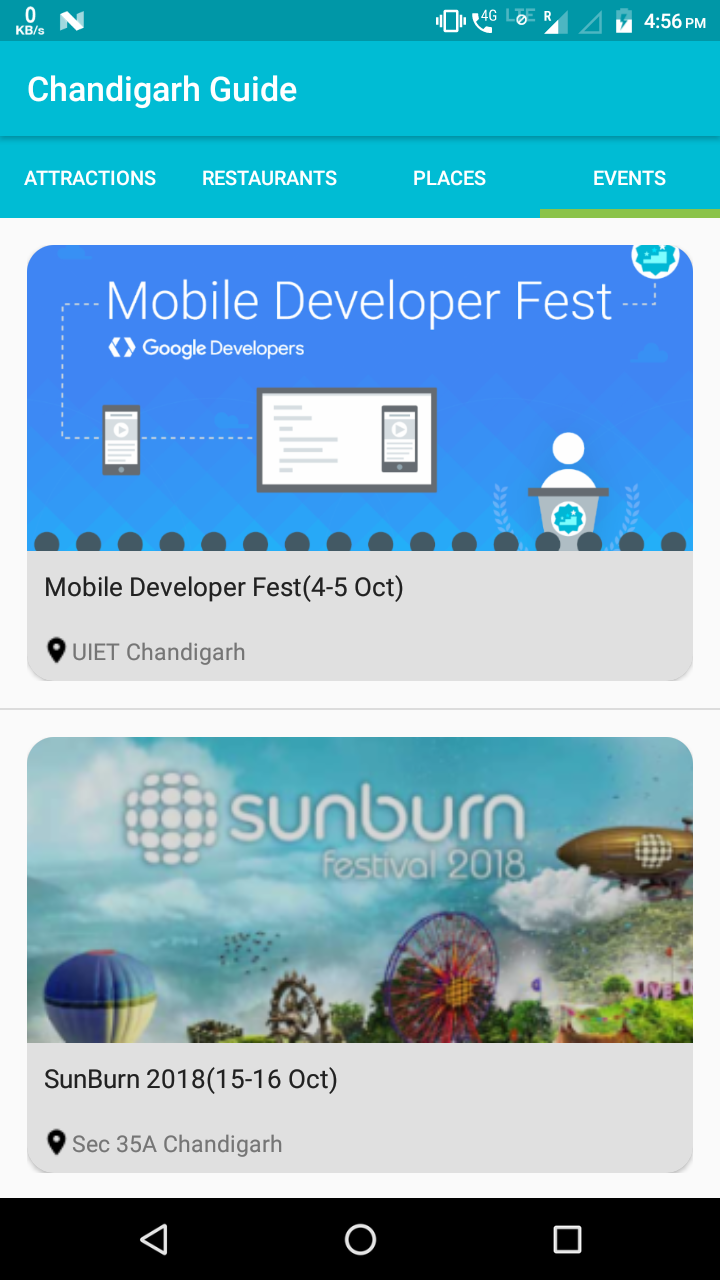 0
KB/s
4G
LTE
R
4:56 PM
Chandigarh Guide
ATTRACTIONS
RESTAURANTS
PLACES
EVENTS
Mobile Developer Fest
Google Developers
Mobile Developer Fest(4-5 Oct)
UIET Chandigarh
sunburn
festival 2018
SunBurn 2018(15-16 Oct)
Sec 35A Chandigarh